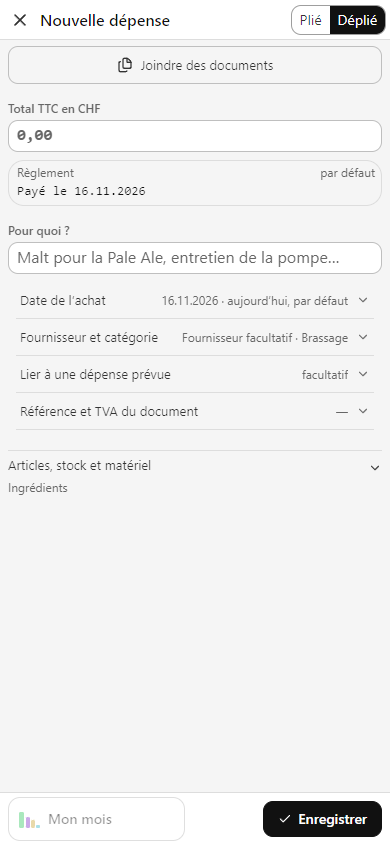 Nouvelle dépense
Plié
Déplié
Joindre des documents
Total TTC en CHF
0,00
Règlement
par défaut
Payé le 16.11.2026
Pour quoi ?
Malt pour la Pale Ale, entretien de la pompe...
Date de l'achat
16.11.2026 · aujourd'hui, par défaut
Fournisseur et catégorie
Fournisseur facultatif · Brassage
Lier à une dépense prévue
facultatif
Référence et TVA du document
—
Articles, stock et matériel
Ingrédients
Mon mois
Enregistrer